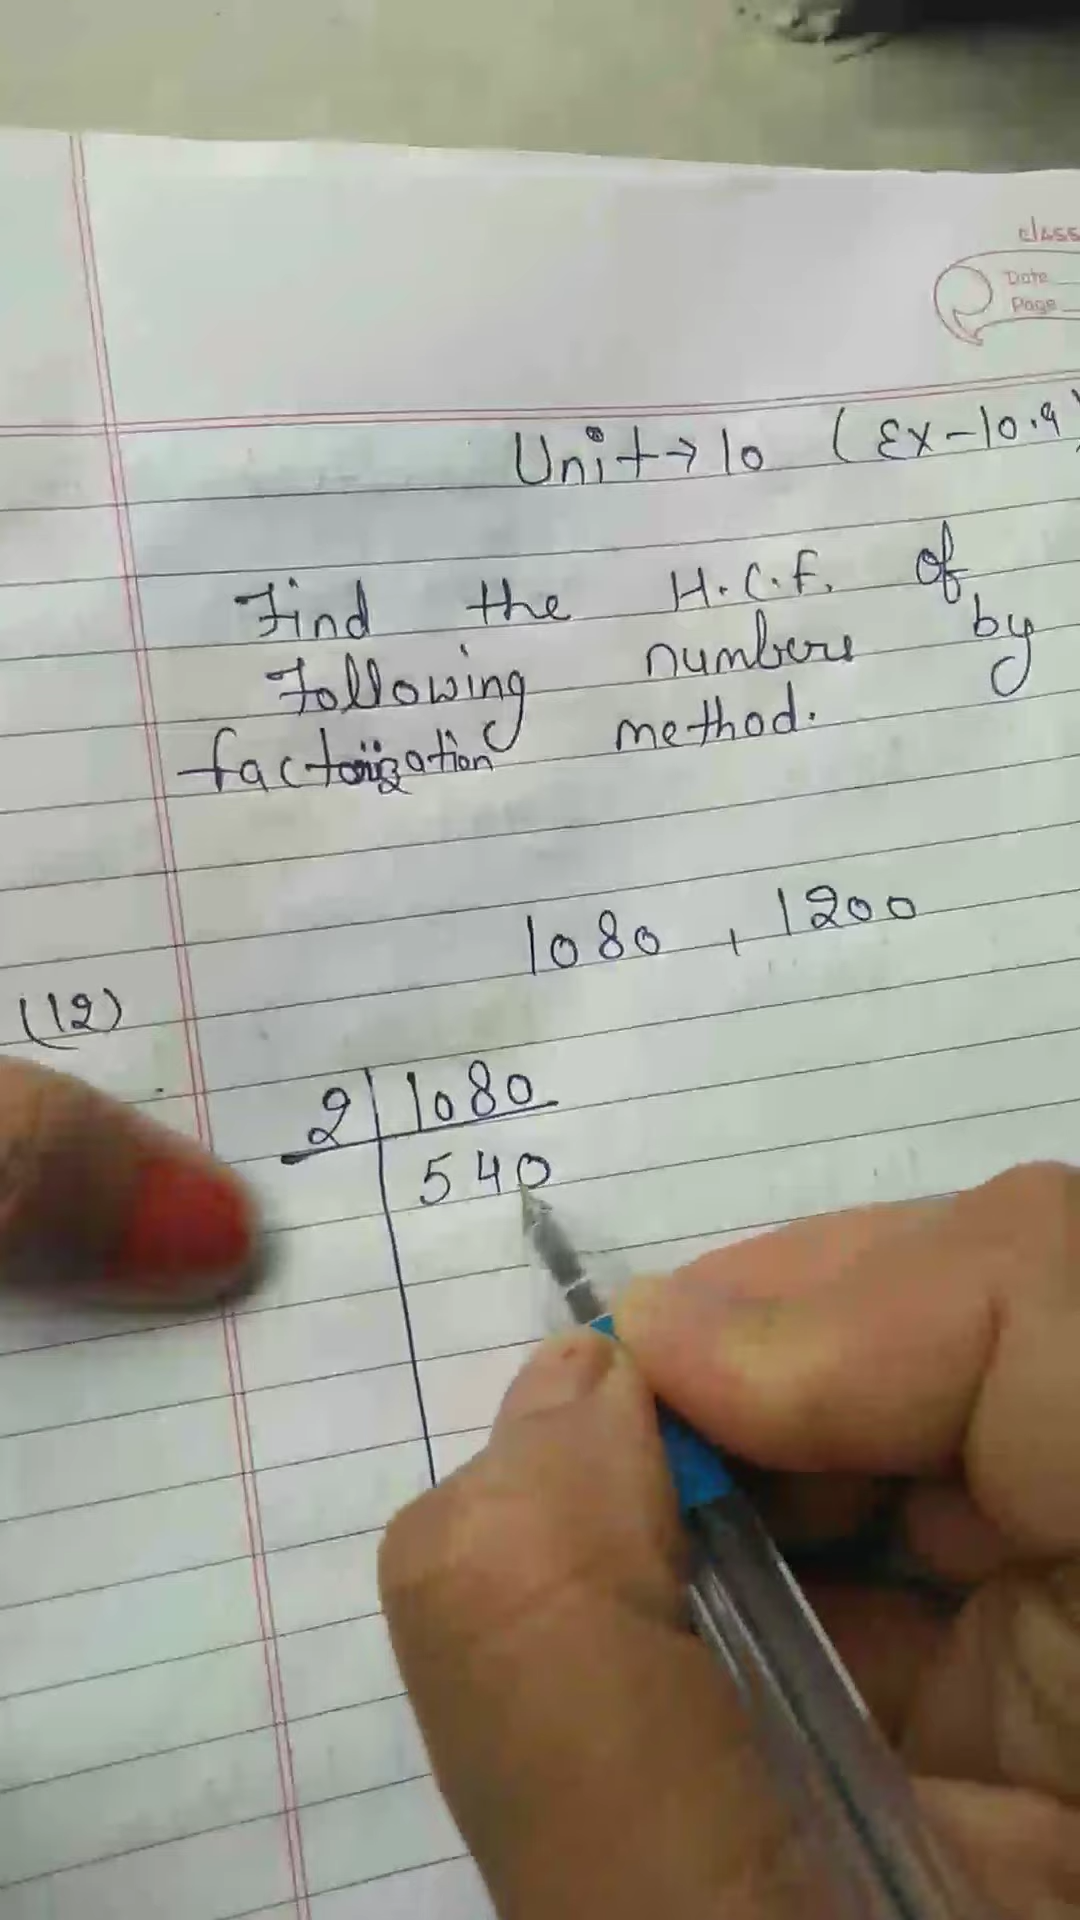 class
Date
Page
Unit → 10 (Ex-10.9)
Find the H.C.F. of
following numbers by
factorization method.
1080 , 1200
(12)
2 | 1080
540